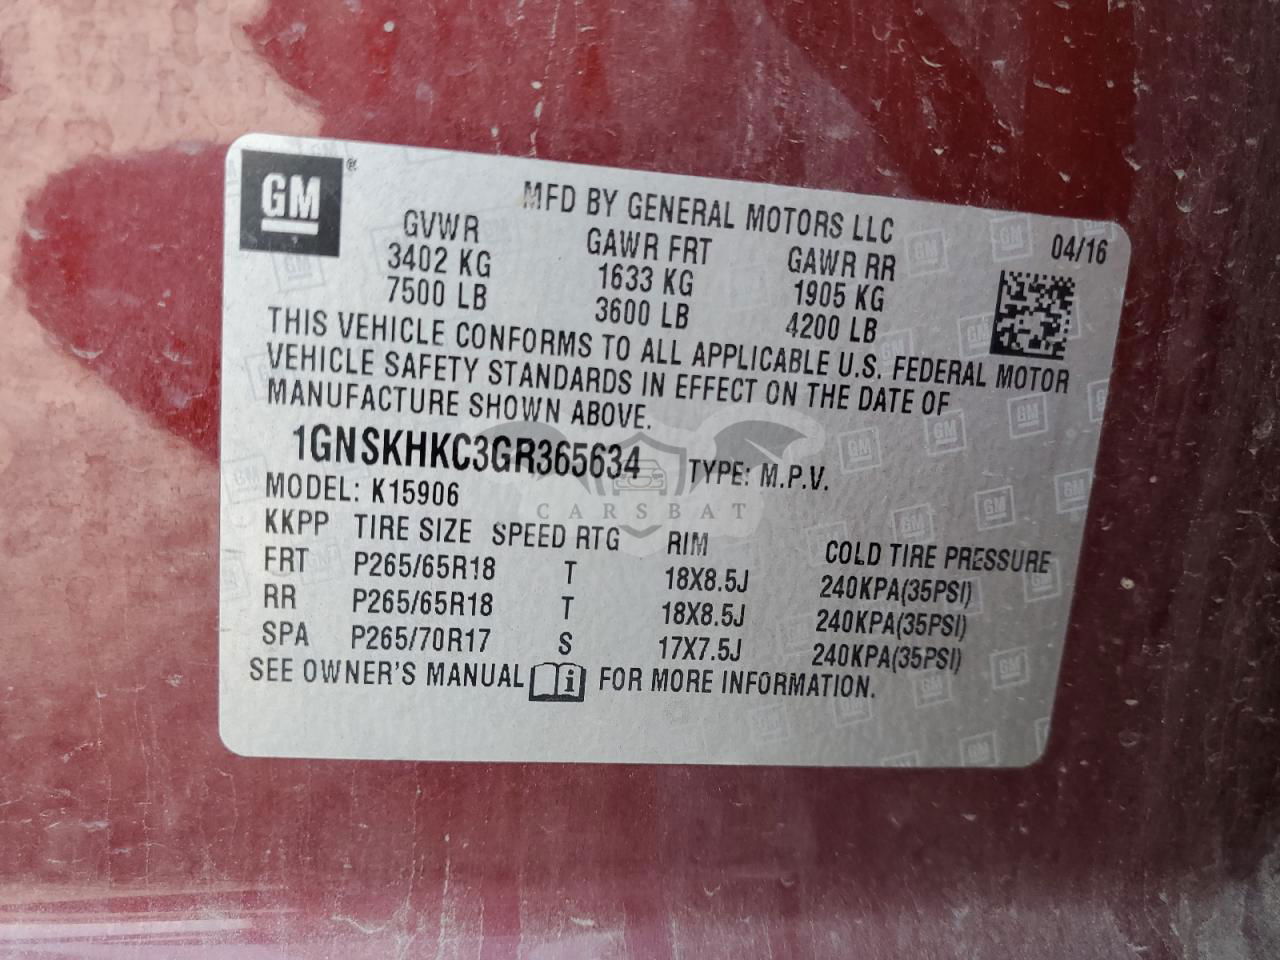 GM ®
MFD BY GENERAL MOTORS LLC
04/16
GVWR GAWR FRT GAWR RR
3402 KG 1633 KG 1905 KG
7500 LB 3600 LB 4200 LB
THIS VEHICLE CONFORMS TO ALL APPLICABLE U.S. FEDERAL MOTOR
VEHICLE SAFETY STANDARDS IN EFFECT ON THE DATE OF
MANUFACTURE SHOWN ABOVE.
1GNSKHKC3GR365634 TYPE: M.P.V.
MODEL: K15906
CARSBAT
KKPP TIRE SIZE SPEED RTG RIM COLD TIRE PRESSURE
FRT P265/65R18 T 18X8.5J 240KPA(35PSI)
RR P265/65R18 T 18X8.5J 240KPA(35PSI)
SPA P265/70R17 S 17X7.5J 240KPA(35PSI)
SEE OWNER'S MANUAL i FOR MORE INFORMATION.